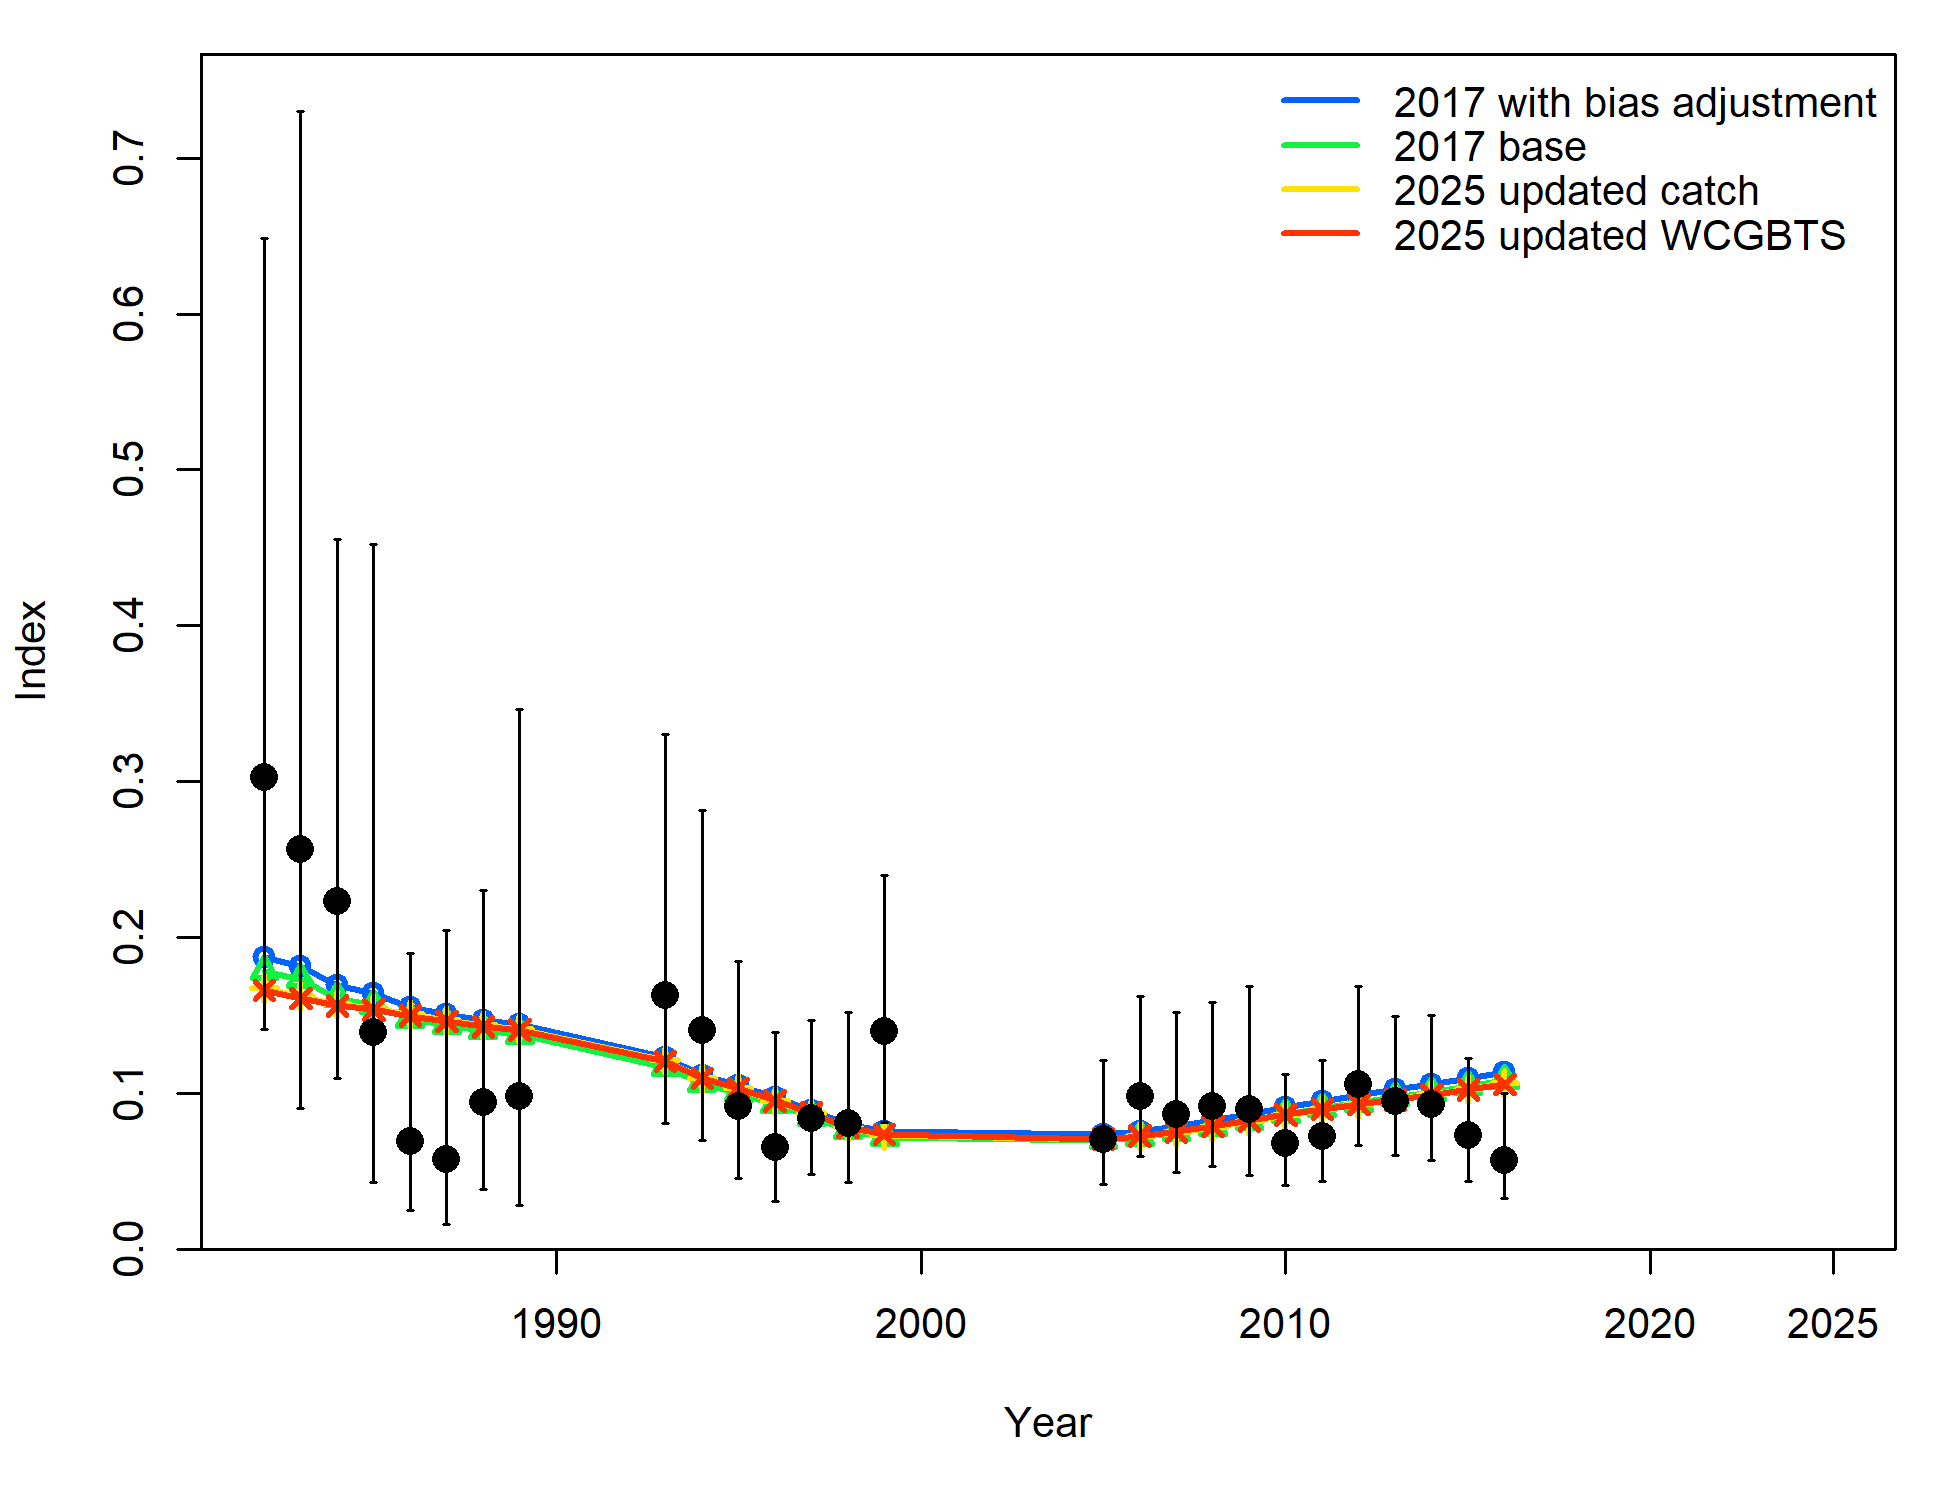 2017 with bias adjustment
2017 base
2025 updated catch
2025 updated WCGBTS
0.7
0.6
0.5
0.4
0.3
0.2
0.1
0.0
Index
1990
2000
2010
2020
2025
Year